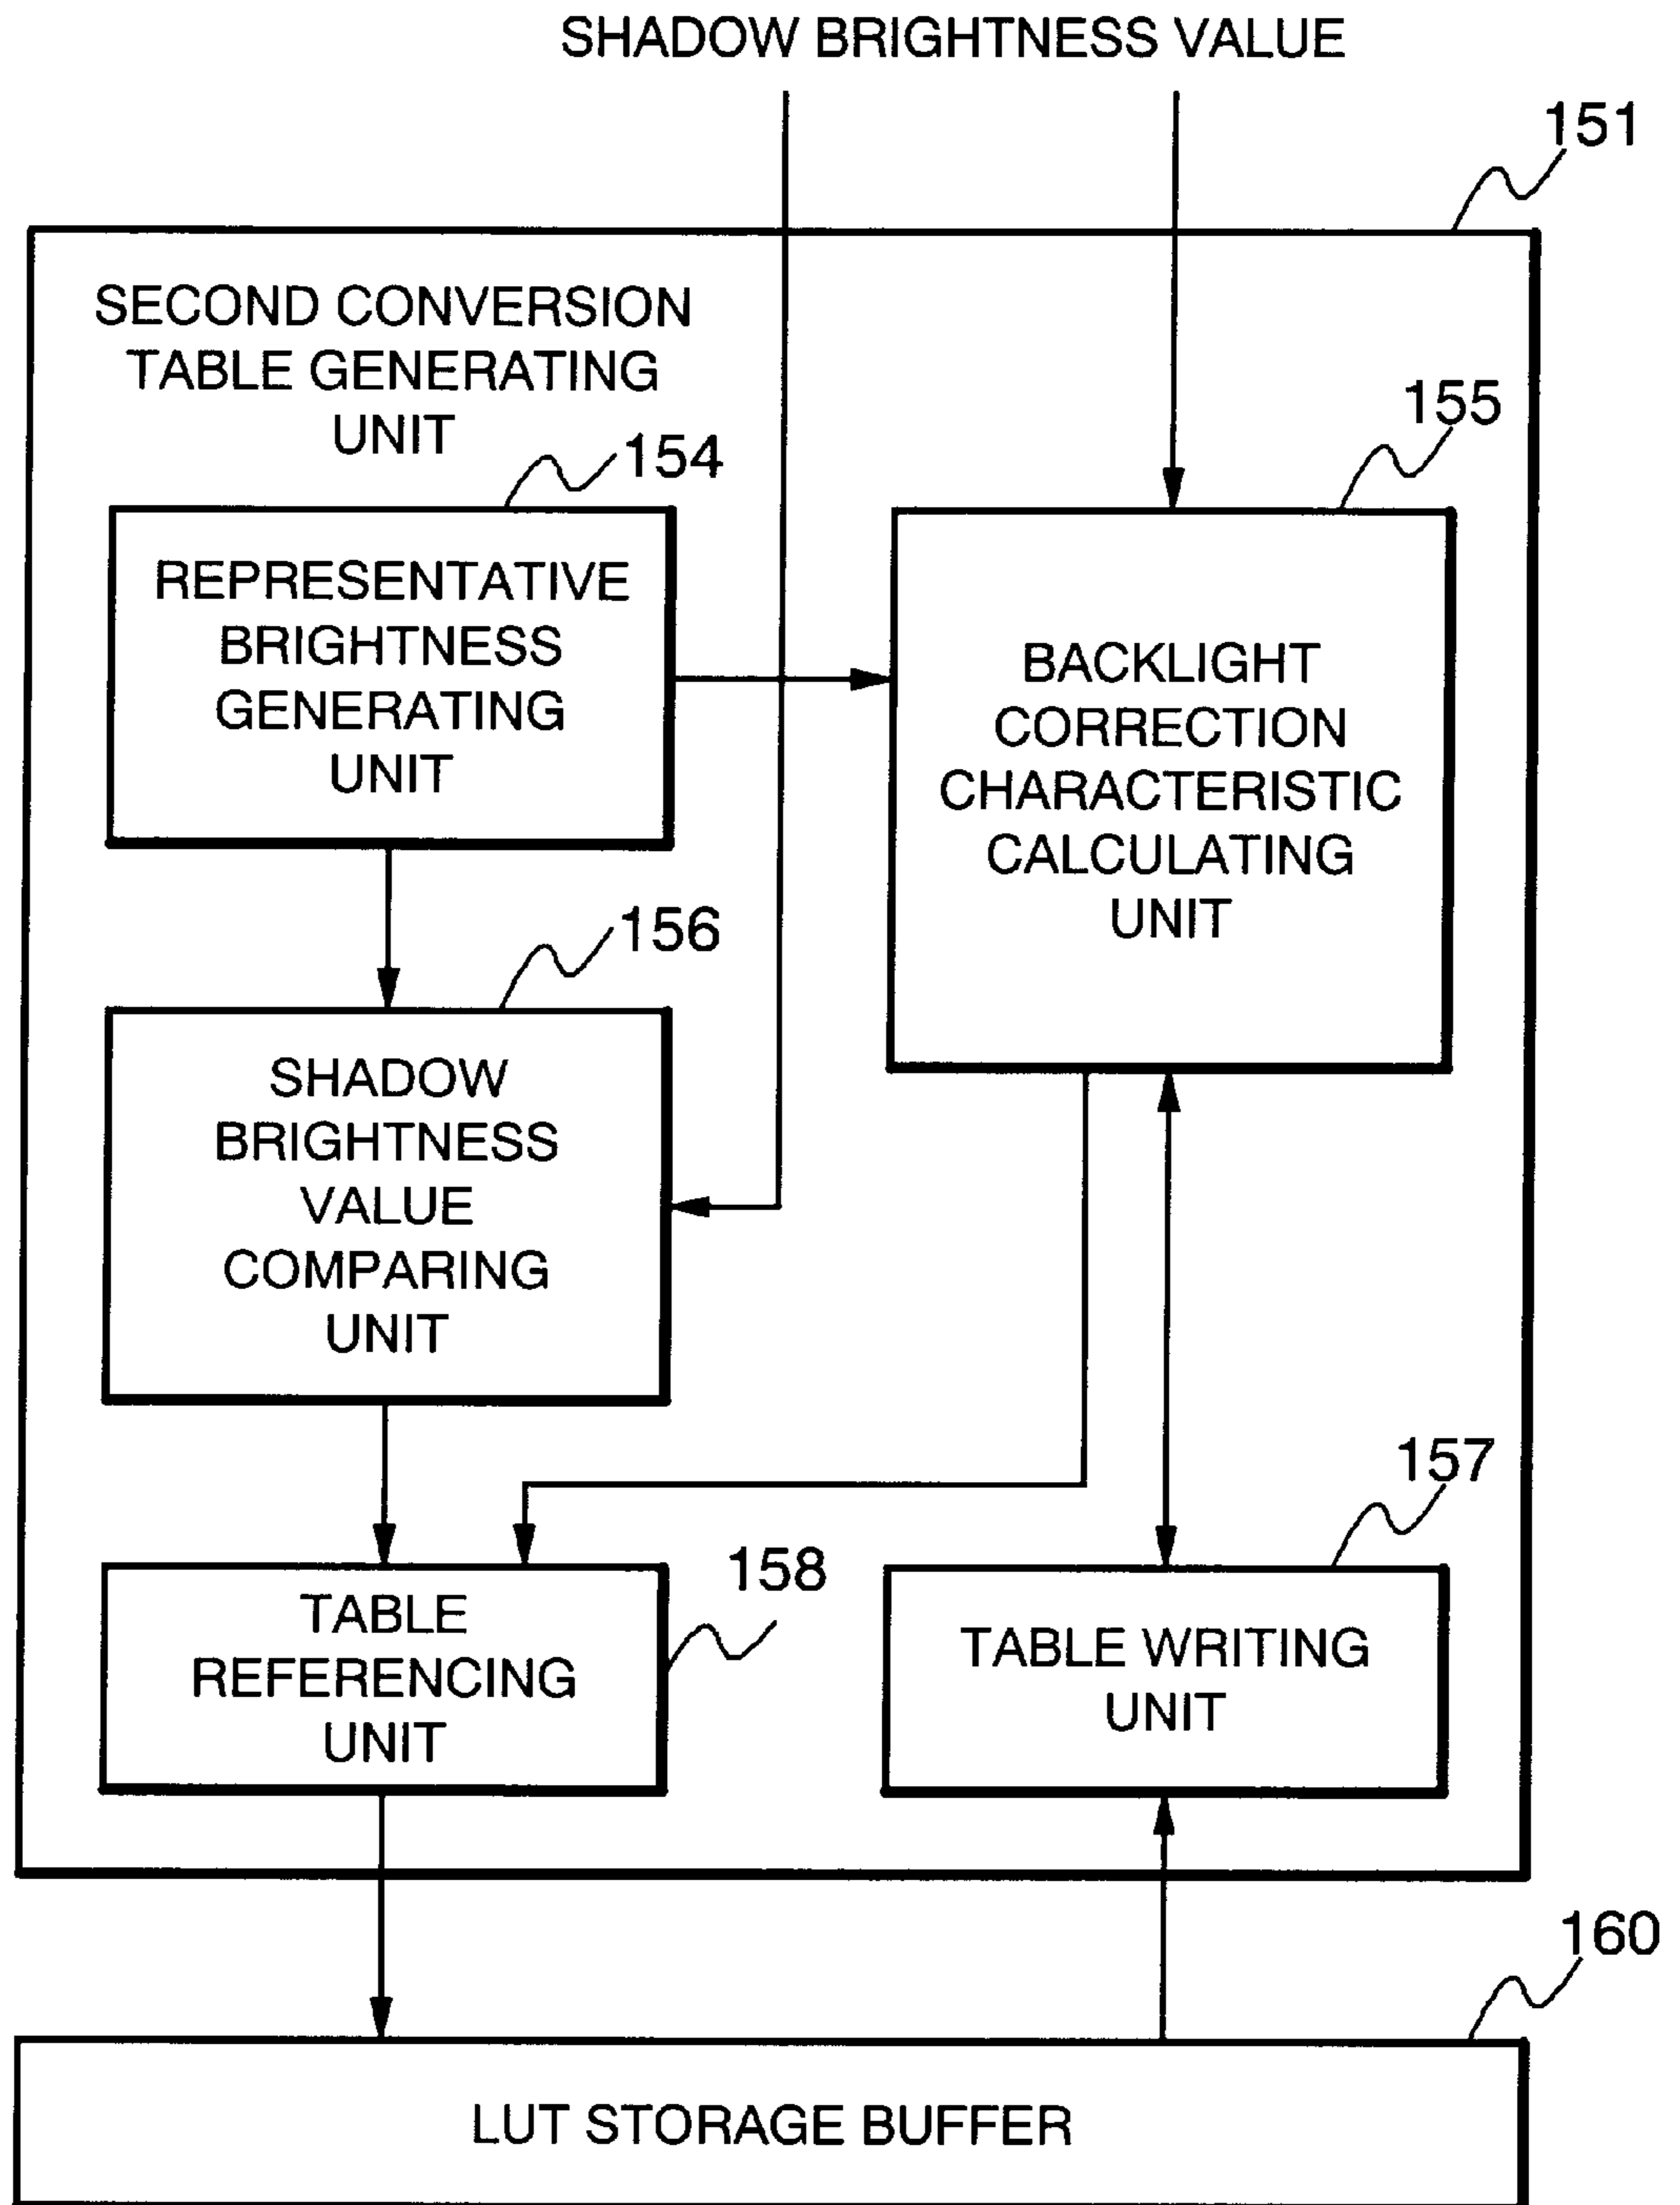 SHADOW BRIGHTNESS VALUE
151
SECOND CONVERSION
TABLE GENERATING
UNIT
154
155
REPRESENTATIVE
BRIGHTNESS
GENERATING
UNIT
BACKLIGHT
CORRECTION
CHARACTERISTIC
CALCULATING
UNIT
156
SHADOW
BRIGHTNESS
VALUE
COMPARING
UNIT
157
158
TABLE
REFERENCING
UNIT
TABLE WRITING
UNIT
160
LUT STORAGE BUFFER